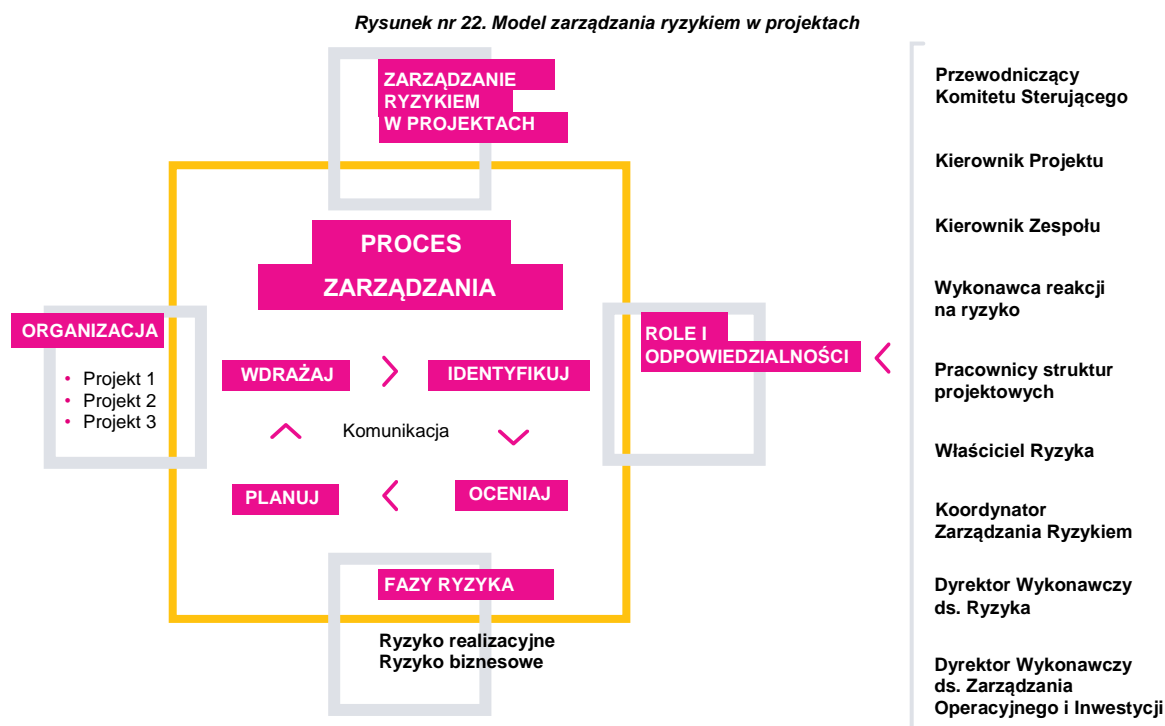 Rysunek nr 22. Model zarządzania ryzykiem w projektach
ZARZĄDZANIE
RYZYKIEM
W PROJEKTACH
PROCES
ZARZĄDZANIA
ORGANIZACJA
• Projekt 1
• Projekt 2
• Projekt 3
WDRAŻAJ
IDENTYFIKUJ
Komunikacja
PLANUJ
OCENIAJ
ROLE I
ODPOWIEDZIALNOŚCI
FAZY RYZYKA
Ryzyko realizacyjne
Ryzyko biznesowe
Przewodniczący
Komitetu Sterującego
Kierownik Projektu
Kierownik Zespołu
Wykonawca reakcji
na ryzyko
Pracownicy struktur
projektowych
Właściciel Ryzyka
Koordynator
Zarządzania Ryzykiem
Dyrektor Wykonawczy
ds. Ryzyka
Dyrektor Wykonawczy
ds. Zarządzania
Operacyjnego i Inwestycji